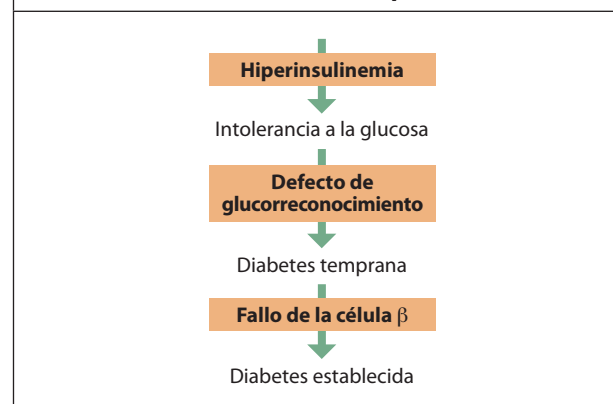 Hiperinsulinemia
Intolerancia a la glucosa
Defecto de
glucorreconocimiento
Diabetes temprana
Fallo de la célula β
Diabetes establecida